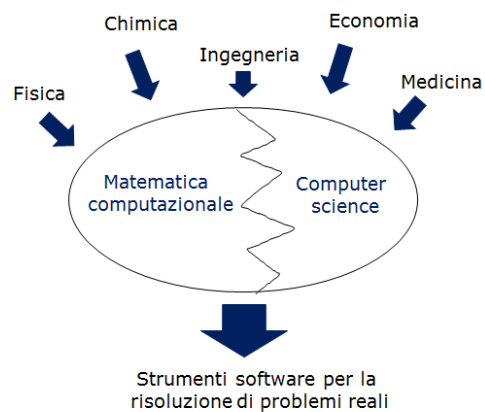 Chimica
Economia
Ingegneria
Medicina
Fisica
Matematica
computazionale
Computer
science
Strumenti software per la
risoluzione di problemi reali